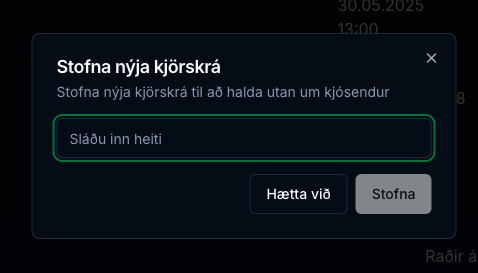 30.05.2025
13:00
Stofna nýja kjörskrá
Stofna nýja kjörskrá til að halda utan um kjósendur
8
Sláðu inn heiti
Hætta við
Stofna
Raðir á